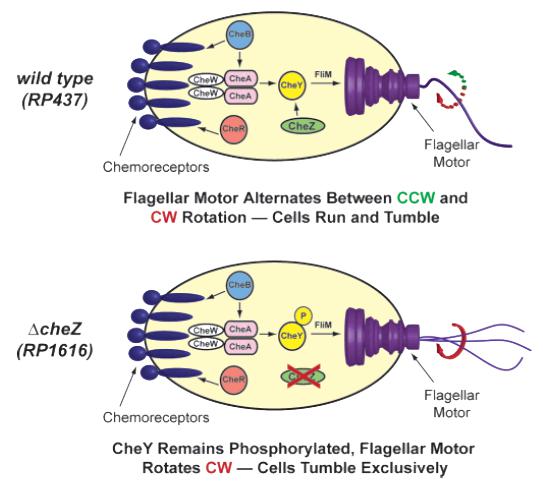 wild type
(RP437)
CheB
CheW
CheA
CheW
CheA
CheY
FliM
CheR
CheZ
Chemoreceptors
Flagellar
Motor
Flagellar Motor Alternates Between CCW and
CW Rotation — Cells Run and Tumble
ΔcheZ
(RP1616)
CheB
CheW
CheA
CheW
CheA
P
CheY
FliM
CheR
CheZ
Chemoreceptors
Flagellar
Motor
CheY Remains Phosphorylated, Flagellar Motor
Rotates CW — Cells Tumble Exclusively